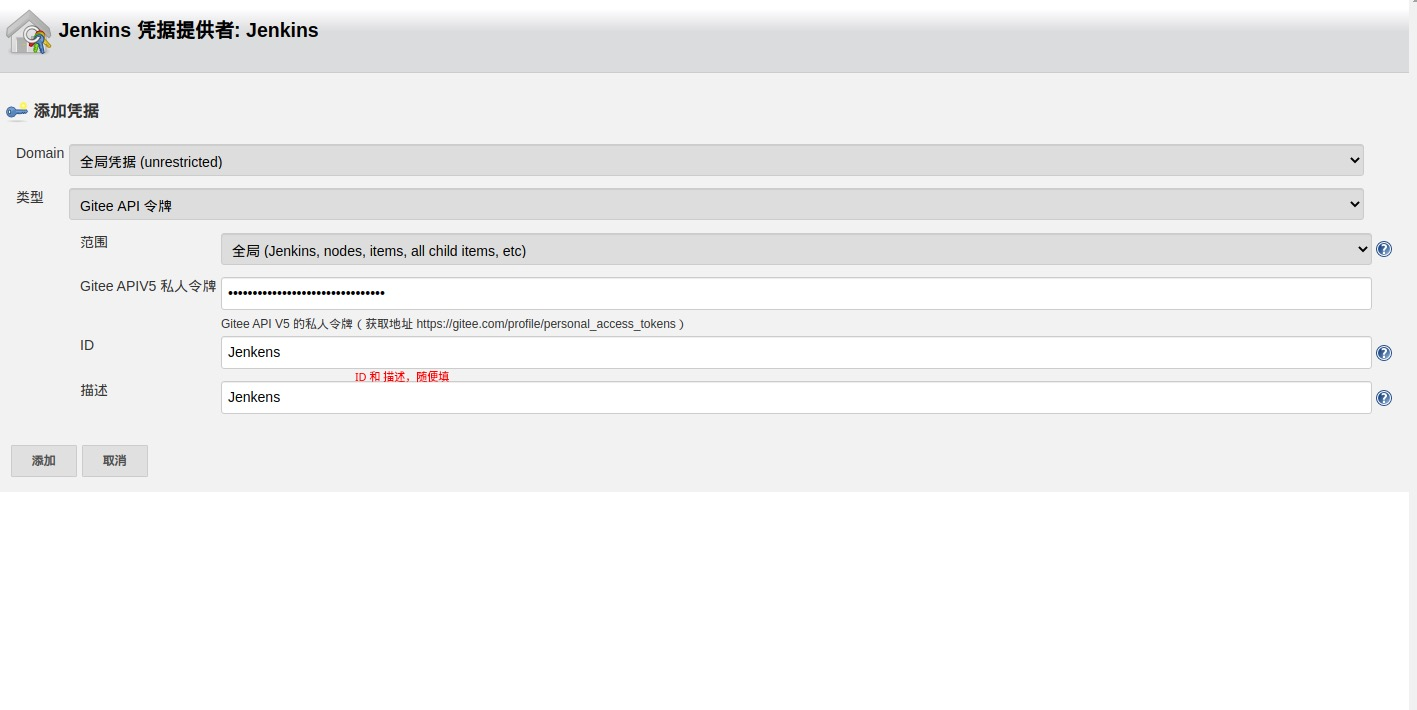 Jenkins 凭据提供者: Jenkins
添加凭据
Domain 全局凭据 (unrestricted)
类型 Gitee API 令牌
范围 全局 (Jenkins, nodes, items, all child items, etc)
Gitee APIV5 私人令牌 ••••••••••••••••••••••••••••••••
Gitee API V5 的私人令牌（获取地址 https://gitee.com/profile/personal_access_tokens）
ID Jenkens
ID 和 描述，随便填
描述 Jenkens
添加 取消